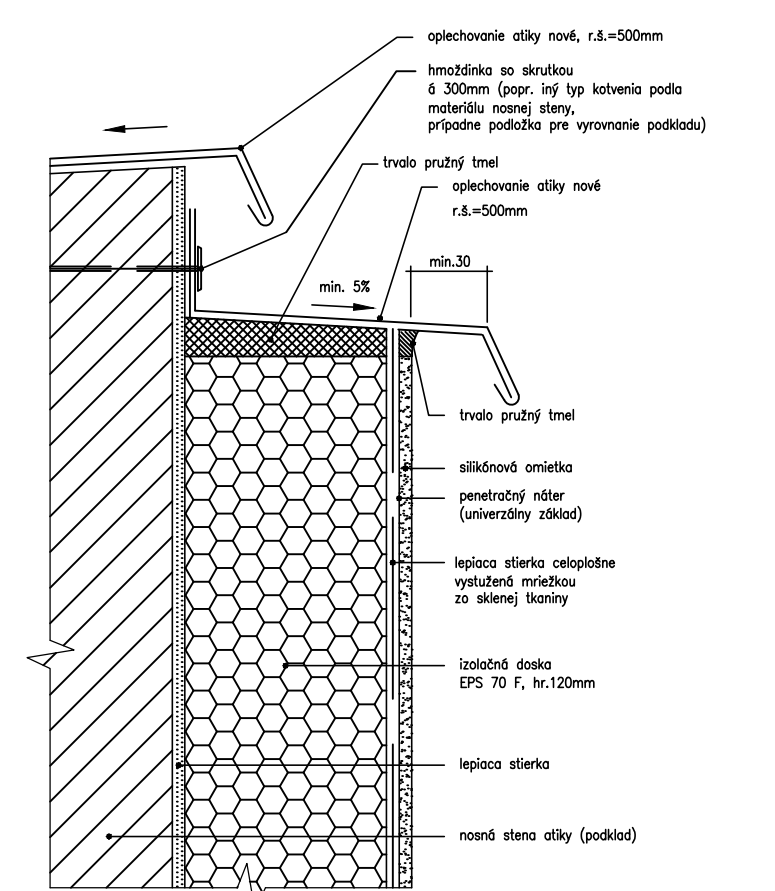 oplechovanie atiky nové, r.š.=500mm
hmoždinka so skrutkou
á 300mm (popr. iný typ kotvenia podla
materiálu nosnej steny,
prípadne podložka pre vyrovnanie podkladu)
trvalo pružný tmel
oplechovanie atiky nové
r.š.=500mm
min.30
min. 5%
trvalo pružný tmel
silikónová omietka
penetračný náter
(univerzálny základ)
lepiaca stierka celoplošne
vystužená mriežkou
zo sklenej tkaniny
izolačná doska
EPS 70 F, hr.120mm
lepiaca stierka
nosná stena atiky (podklad)